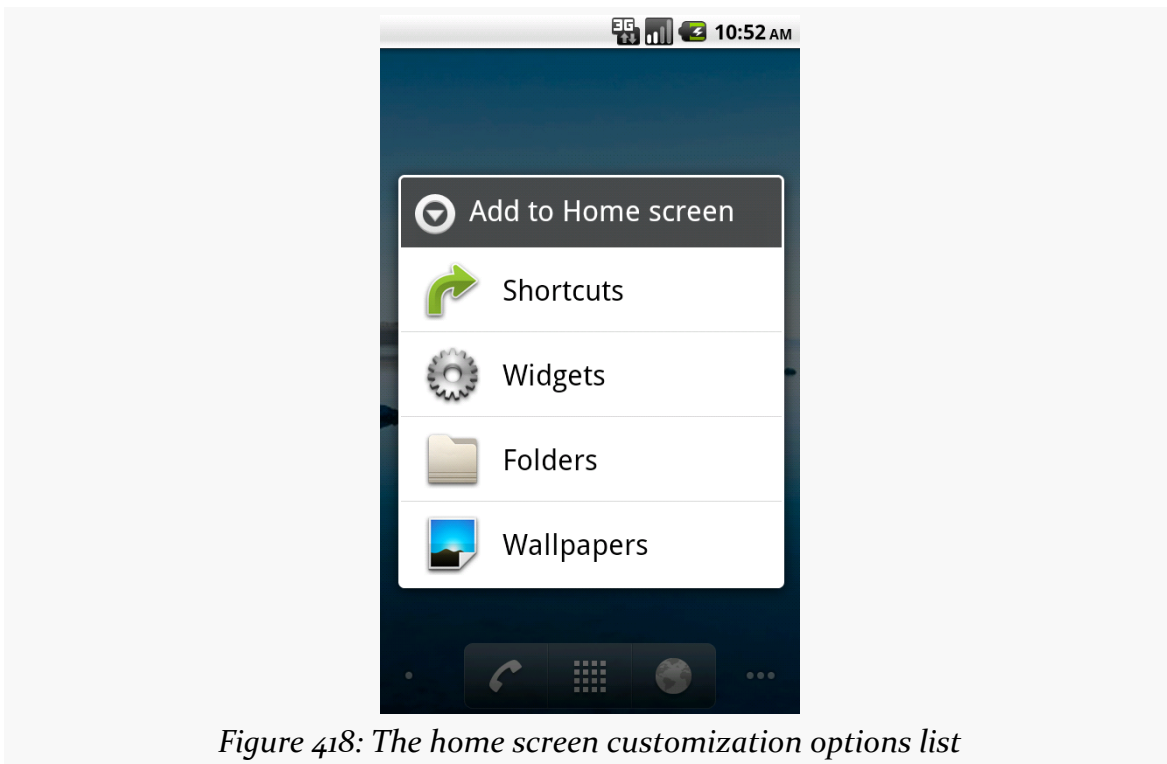 3G 10:52 AM
Add to Home screen
Shortcuts
Widgets
Folders
Wallpapers
Figure 418: The home screen customization options list